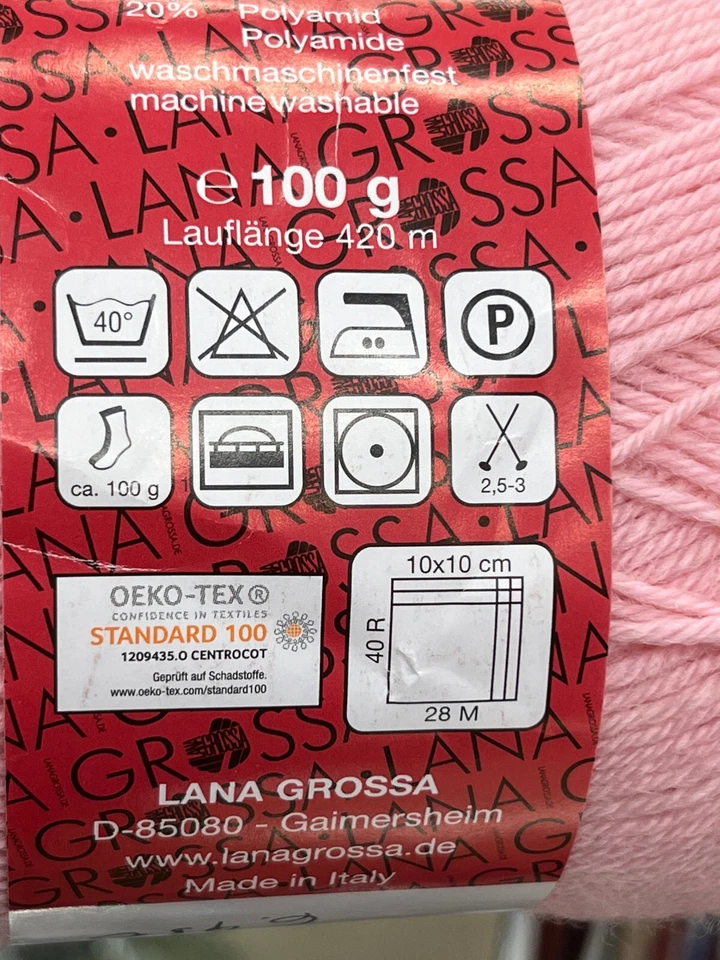 20% Polyamid
Polyamide
waschmaschinenfest
machine washable
℮ 100 g
Lauflänge 420 m
40°
P
ca. 100 g
2,5-3
OEKO-TEX®
CONFIDENCE IN TEXTILES
STANDARD 100
1209435.O CENTROCOT
Geprüft auf Schadstoffe.
www.oeko-tex.com/standard100
10x10 cm
40 R
28 M
LANA GROSSA
D-85080 - Gaimersheim
www.lanagrossa.de
Made in Italy